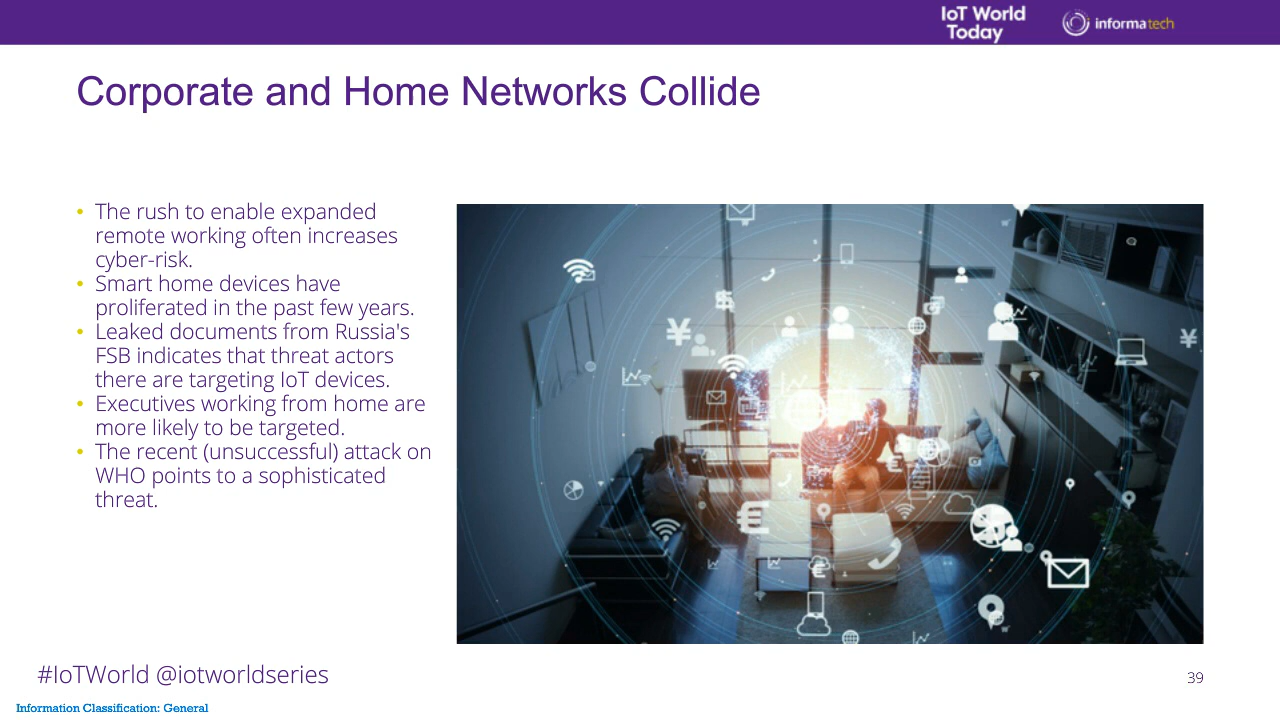 IoT World
Today
informatech
Corporate and Home Networks Collide
• The rush to enable expanded
remote working often increases
cyber-risk.
• Smart home devices have
proliferated in the past few years.
• Leaked documents from Russia's
FSB indicates that threat actors
there are targeting IoT devices.
• Executives working from home are
more likely to be targeted.
• The recent (unsuccessful) attack on
WHO points to a sophisticated
threat.
#IoTWorld @iotworldseries
39
Information Classification: General